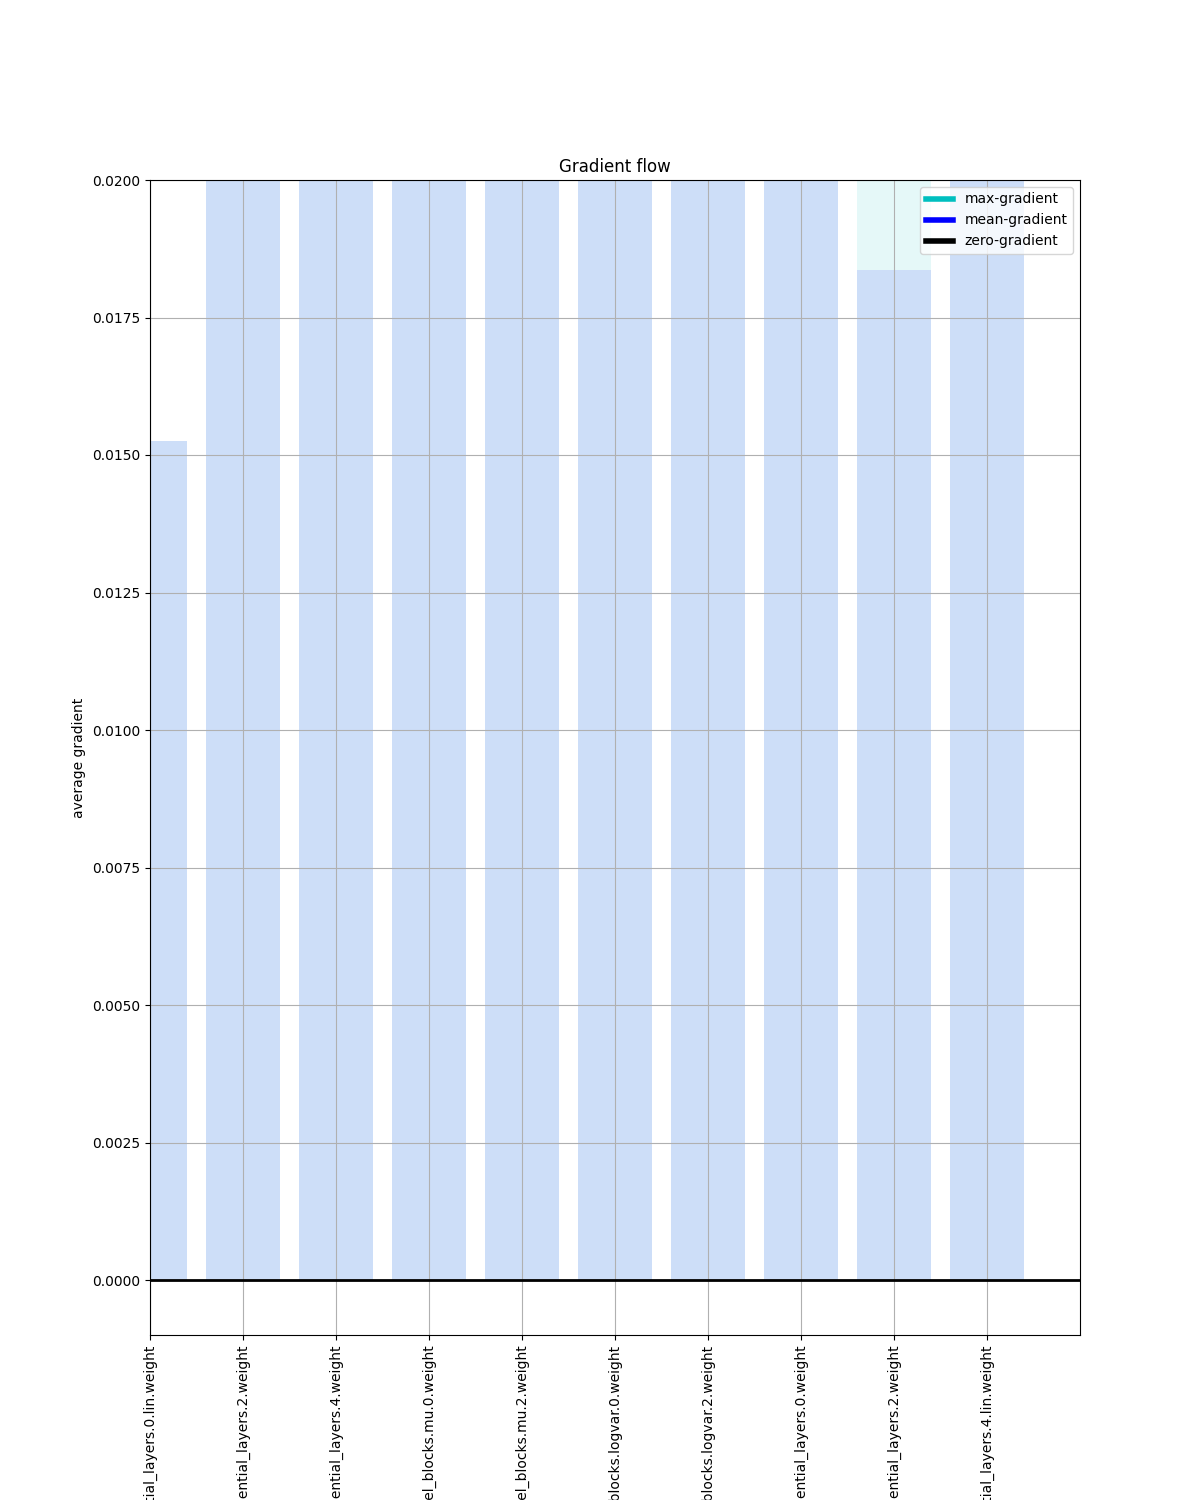 Gradient flow
max-gradient
mean-gradient
zero-gradient
0.0200
0.0175
0.0150
0.0125
0.0100
0.0075
0.0050
0.0025
0.0000
average gradient
tial_layers.0.lin.weight
ential_layers.2.weight
ential_layers.4.weight
el_blocks.mu.0.weight
el_blocks.mu.2.weight
blocks.logvar.0.weight
blocks.logvar.2.weight
ential_layers.0.weight
ential_layers.2.weight
tial_layers.4.lin.weight